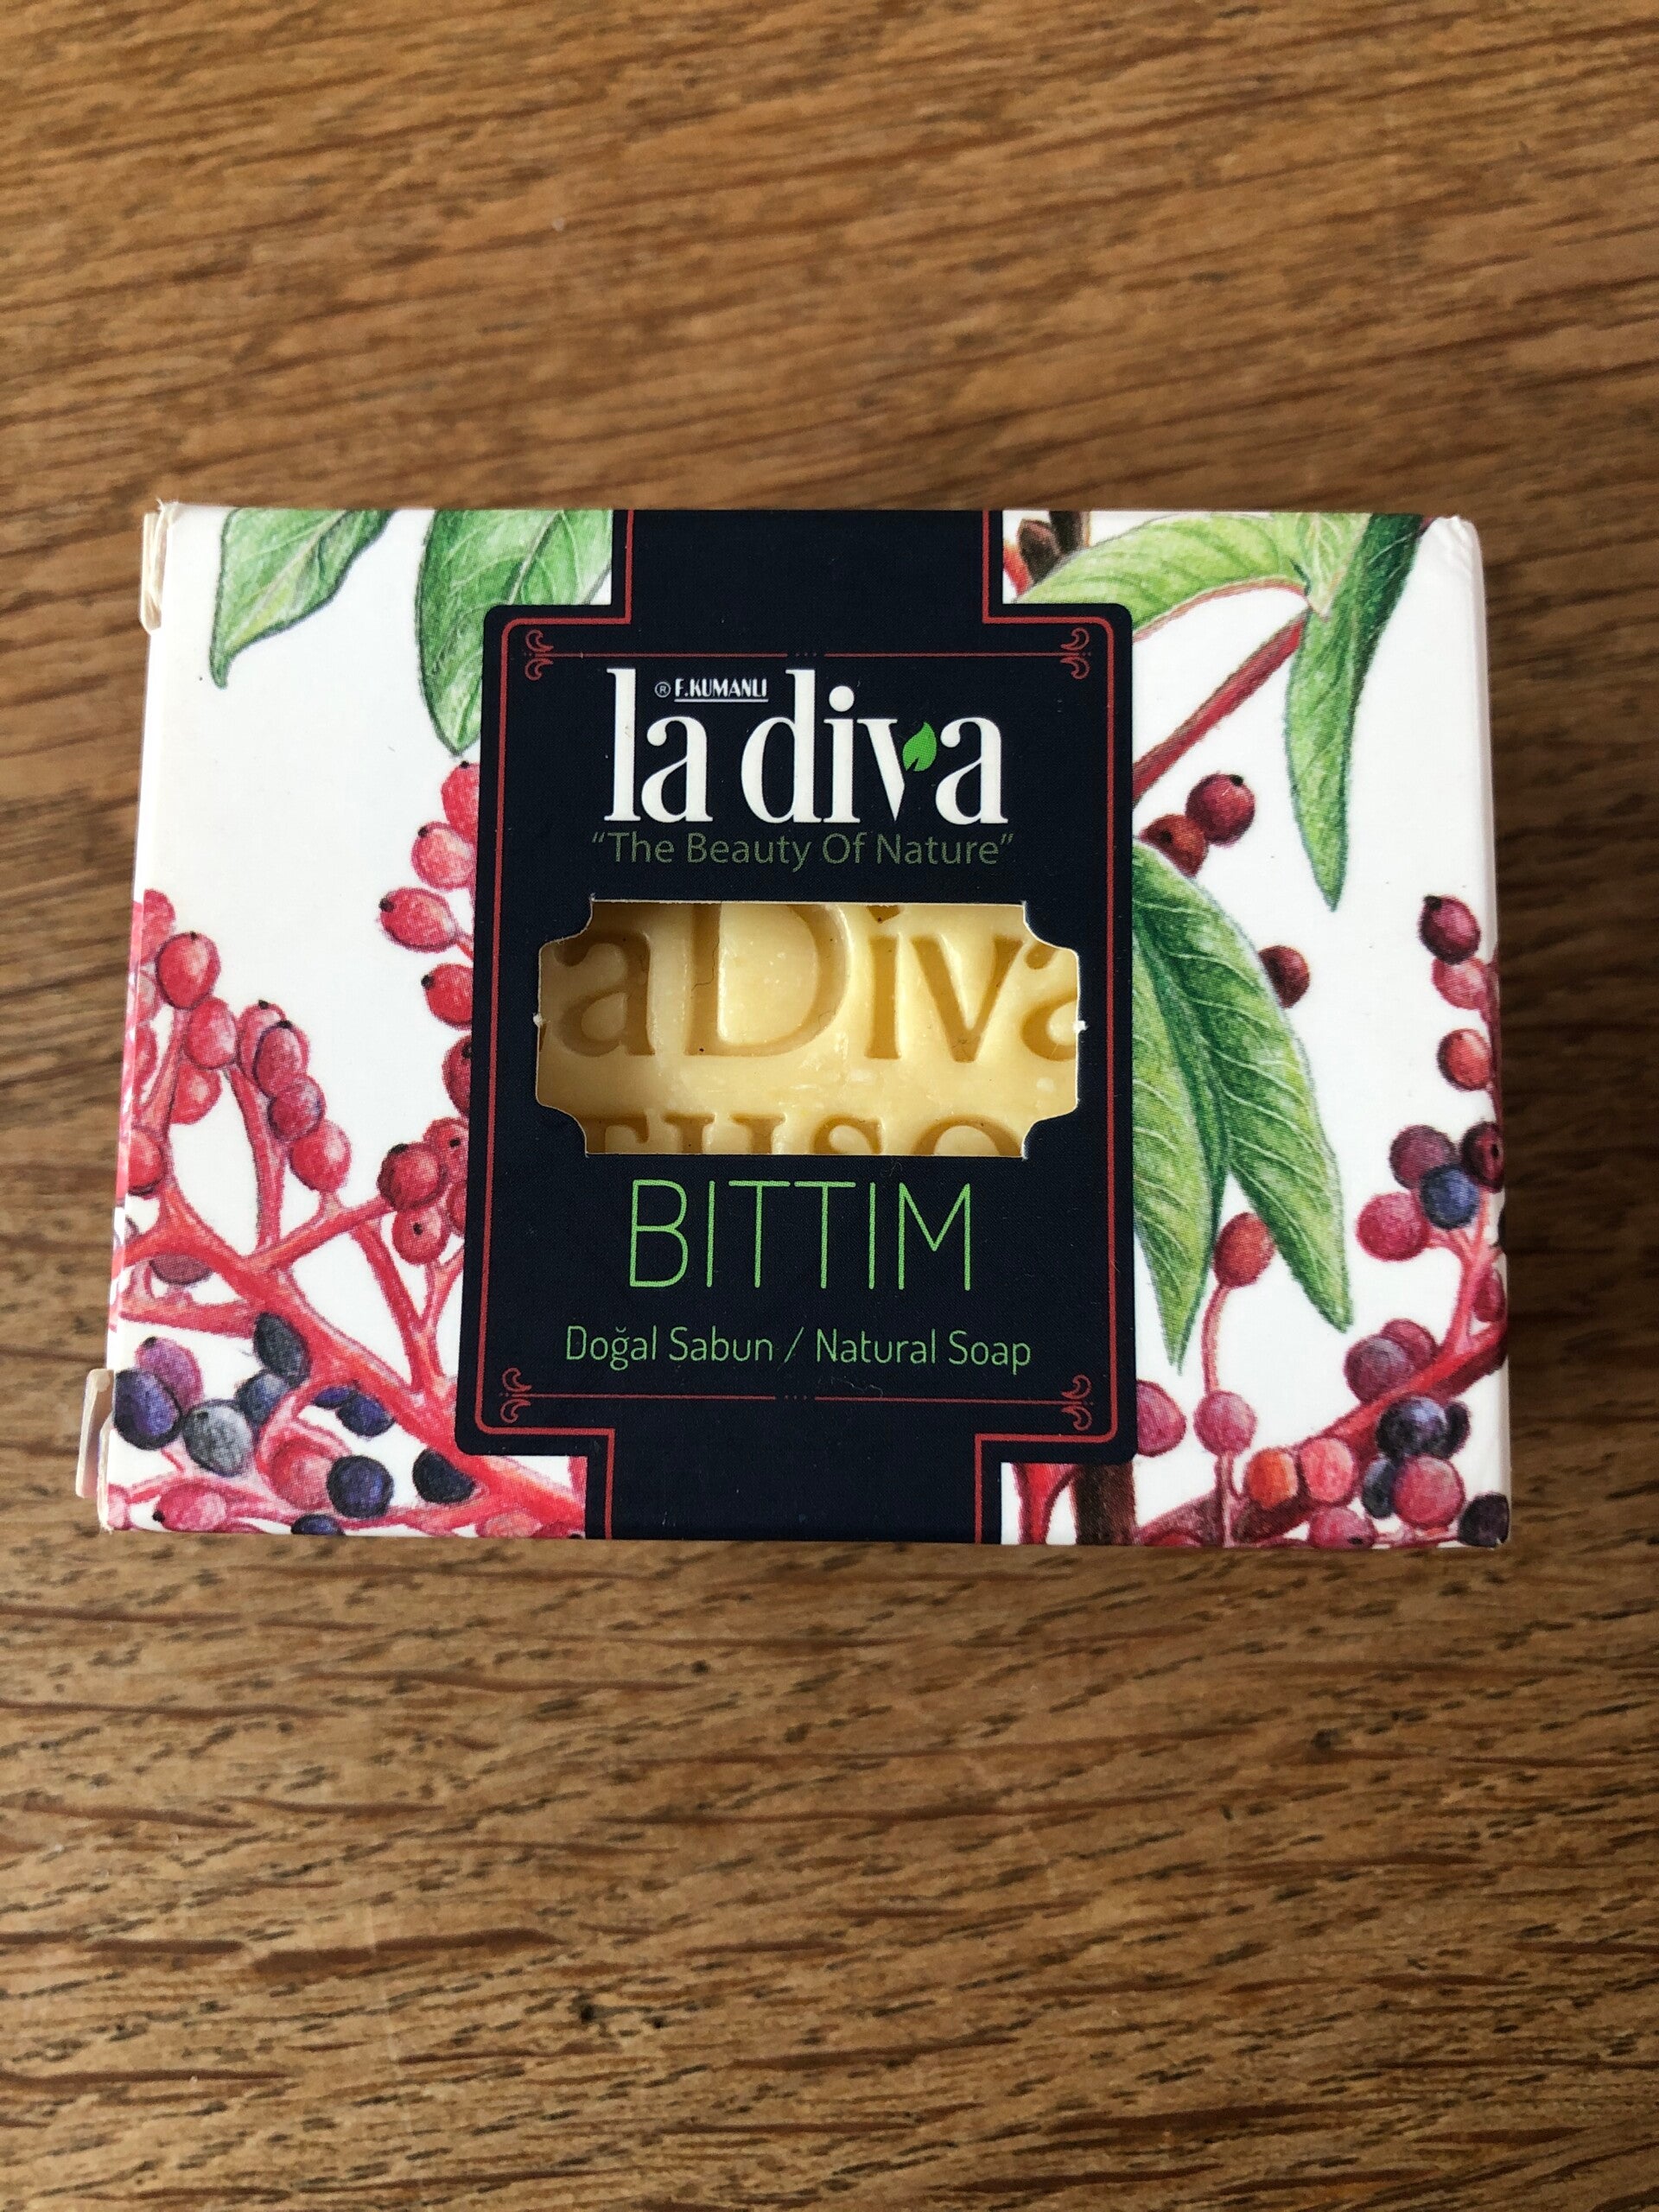 ® F.KUMANLI
la diva
“The Beauty Of Nature”
aDiva
BITTIM
Doğal Sabun / Natural Soap